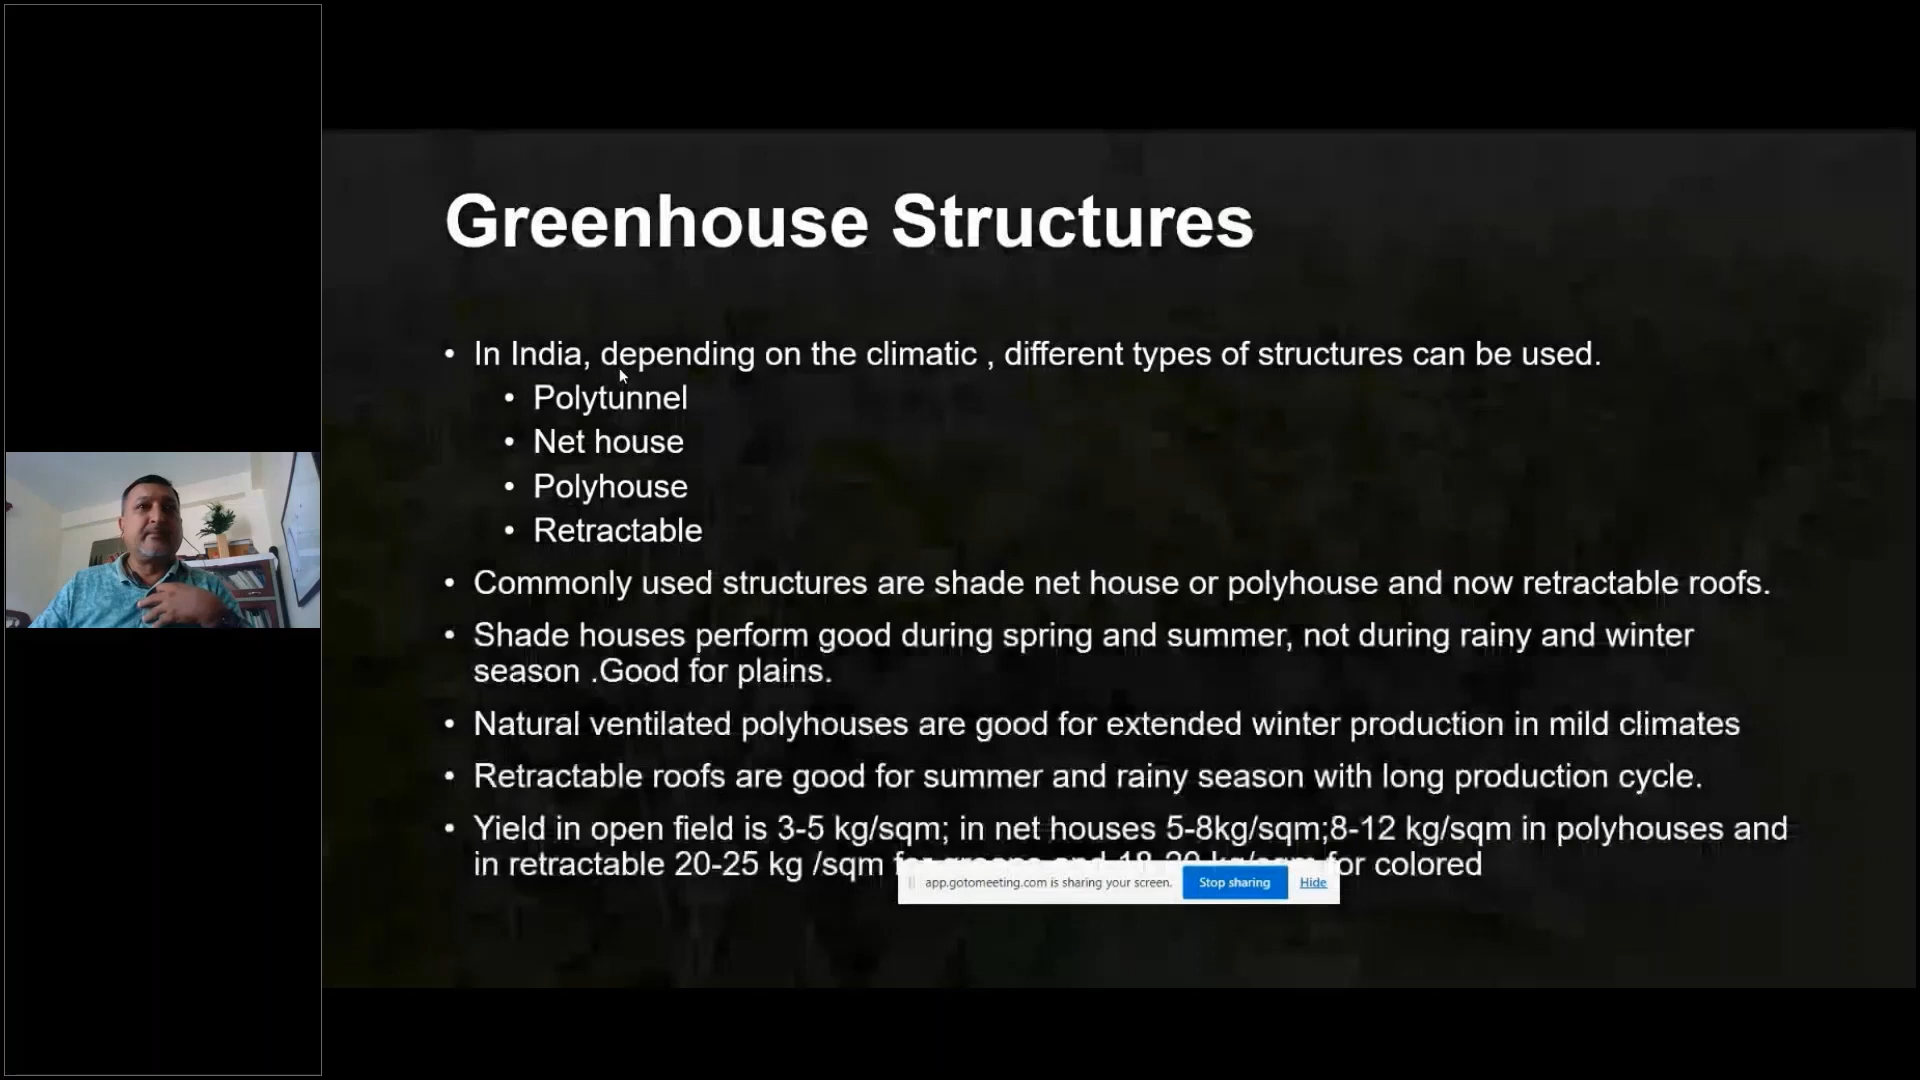 Greenhouse Structures
• In India, depending on the climatic , different types of structures can be used.
• Polytunnel
• Net house
• Polyhouse
• Retractable
• Commonly used structures are shade net house or polyhouse and now retractable roofs.
• Shade houses perform good during spring and summer, not during rainy and winter
season .Good for plains.
• Natural ventilated polyhouses are good for extended winter production in mild climates
• Retractable roofs are good for summer and rainy season with long production cycle.
• Yield in open field is 3-5 kg/sqm; in net houses 5-8kg/sqm;8-12 kg/sqm in polyhouses and
in retractable 20-25 kg /sqm for colored
app.gotomeeting.com is sharing your screen. Stop sharing Hide